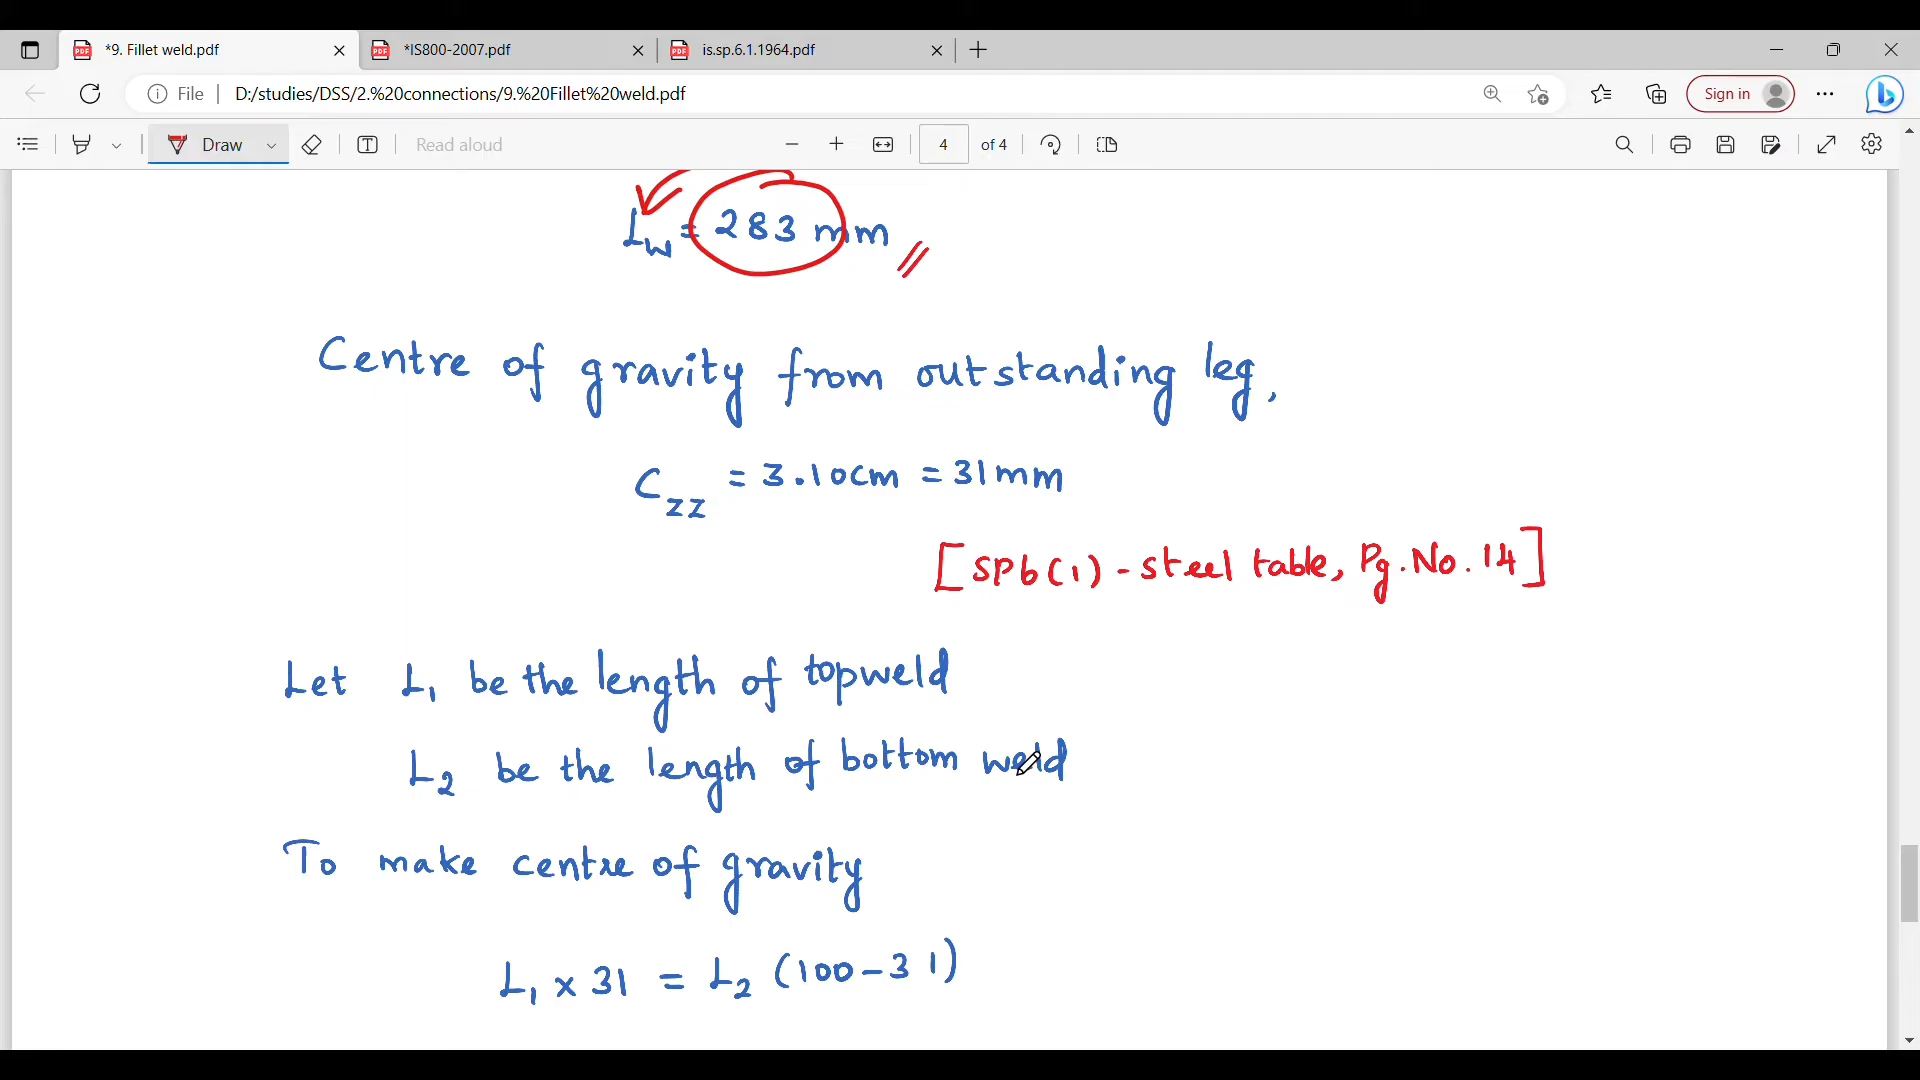 *9. Fillet weld.pdf
*IS800-2007.pdf
is.sp.6.1.1964.pdf
File
D:/studies/DSS/2.%20connections/9.%20Fillet%20weld.pdf
Sign in
Draw
Read aloud
4
of 4
Lw = 283 mm
Centre of gravity from outstanding leg,
Czz = 3.10cm = 31mm
[SP6(1) - steel table, Pg. No. 14]
Let L1 be the length of topweld
L2 be the length of bottom weld
To make centre of gravity
L1 x 31 = L2 (100-31)